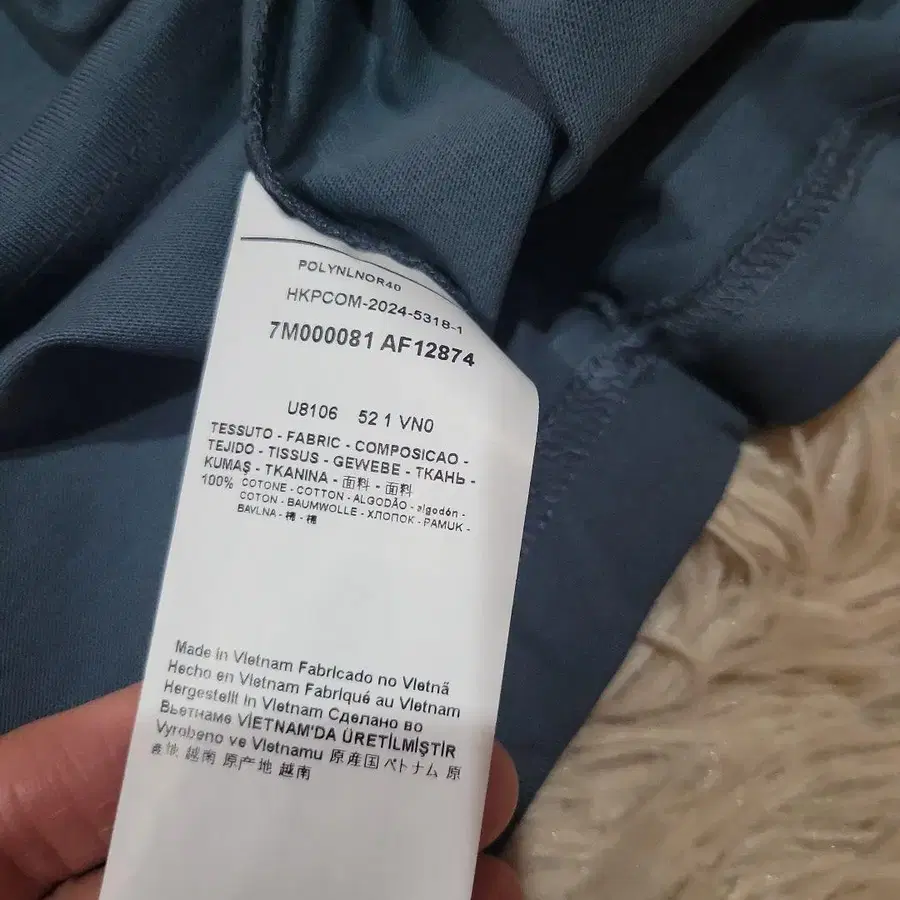 POLYNLNOR40
HKPCOM-2024-5318-1
7M000081 AF12874
U8106 52 1 VN0
TESSUTO - FABRIC - COMPOSICAO -
TEJIDO - TISSUS - GEWEBE - ТКАНЬ -
KUMAŞ - TKANINA - 面料 - 面料
100% COTONE - COTTON - ALGODÃO - algodón -
COTON - BAUMWOLLE - ХЛОПОК - PAMUK -
BAVLNA - 棉 - 棉
Made in Vietnam Fabricado no Vietnã
Hecho en Vietnam Fabriqué au Vietnam
Hergestellt in Vietnam Сделано во
Вьетнаме VİETNAM'DA ÜRETİLMİŞTİR
Vyrobeno ve Vietnamu 原産国ベトナム 原
產地 越南 原产地 越南